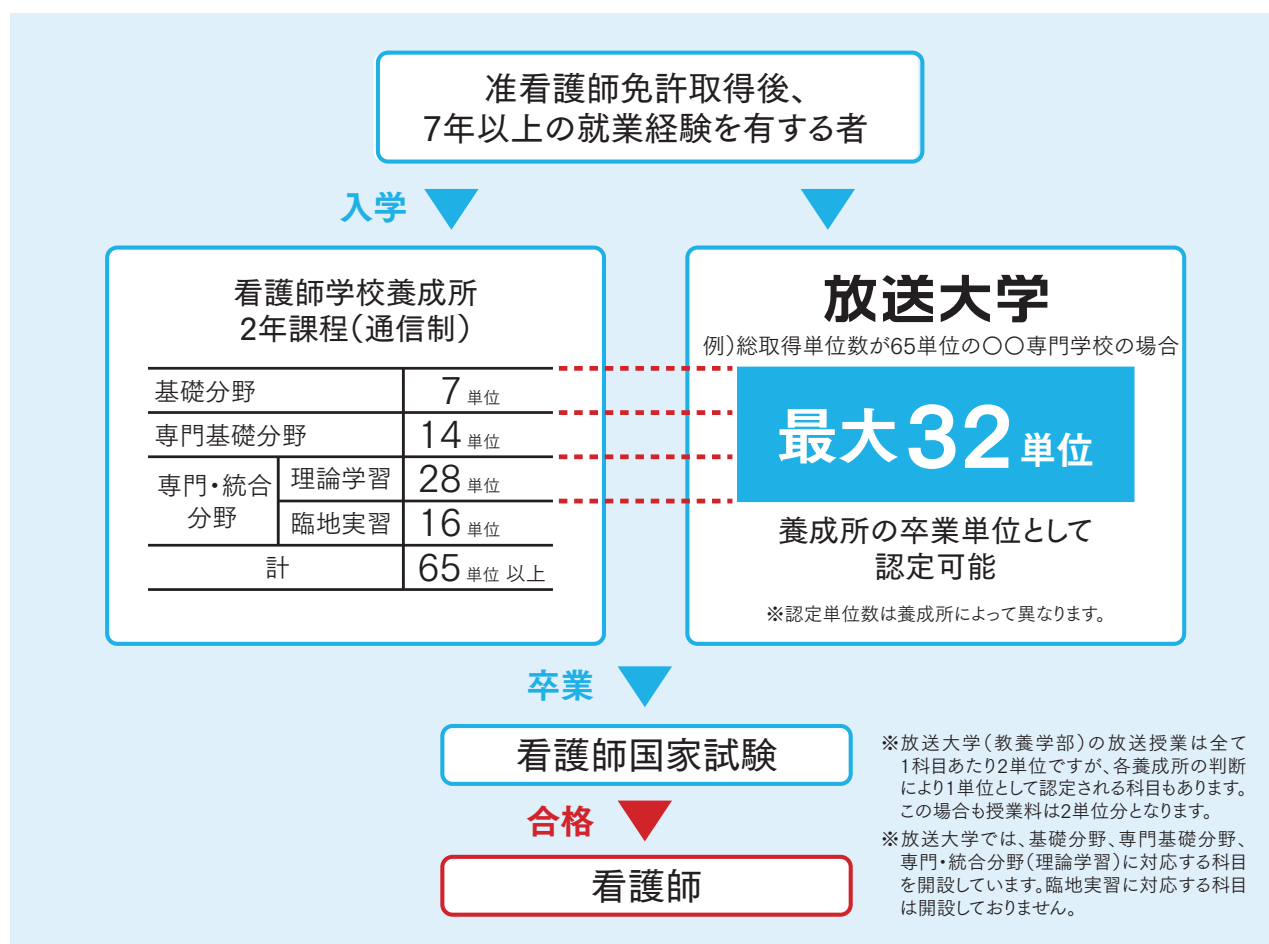 准看護師免許取得後、
7年以上の就業経験を有する者
入学
看護師学校養成所
2年課程(通信制)
基礎分野 7単位
専門基礎分野 14単位
専門・統合分野 理論学習 28単位
臨地実習 16単位
計 65単位 以上
放送大学
例)総取得単位数が65単位の〇〇専門学校の場合
最大32単位
養成所の卒業単位として
認定可能
※認定単位数は養成所によって異なります。
卒業
看護師国家試験
合格
看護師
※放送大学(教養学部)の放送授業は全て
1科目あたり2単位ですが、各養成所の判断
により1単位として認定される科目もあります。
この場合も授業料は2単位分となります。
※放送大学では、基礎分野、専門基礎分野、
専門・統合分野(理論学習)に対応する科目
を開設しています。臨地実習に対応する科目
は開設しておりません。